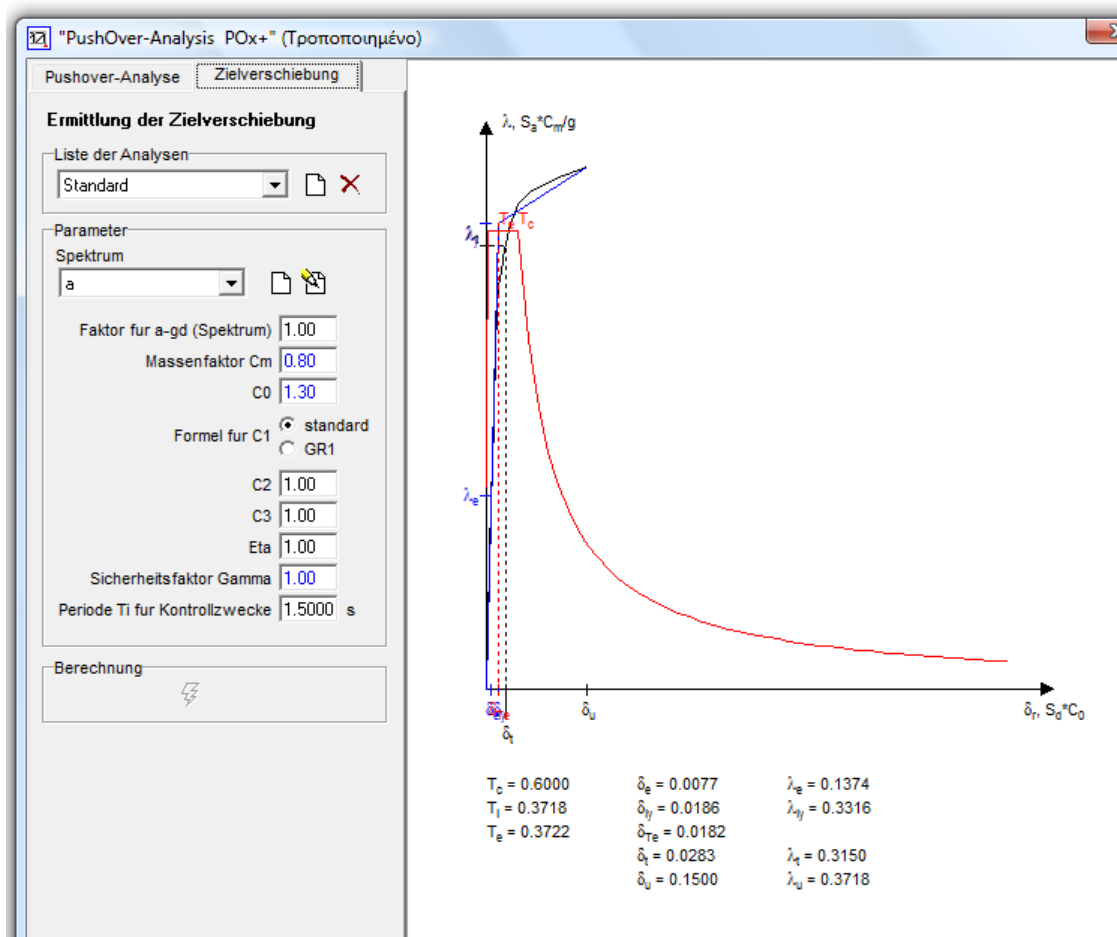 "PushOver-Analysis POx+" (Τροποποιημένο)
Pushover-Analyse Zielverschiebung
Ermittlung der Zielverschiebung
Liste der Analysen
Standard
Parameter
Spektrum
a
Faktor fur a-gd (Spektrum) 1.00
Massenfaktor Cm 0.80
C0 1.30
Formel fur C1 standard
GR1
C2 1.00
C3 1.00
Eta 1.00
Sicherheitsfaktor Gamma 1.00
Periode Ti fur Kontrollzwecke 1.5000 s
Berechnung
λ, Sa*Cm/g
Te Tc
λe
δu
δr, Sd*C0
δt
Tc = 0.6000 δe = 0.0077 λe = 0.1374
Ti = 0.3718 δiy = 0.0186 λiy = 0.3316
Te = 0.3722 δTe = 0.0182
δt = 0.0283 λt = 0.3150
δu = 0.1500 λu = 0.3718